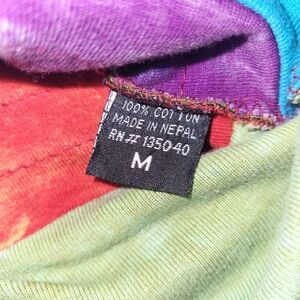 100% COTTON
MADE IN NEPAL
RN# 135040
M